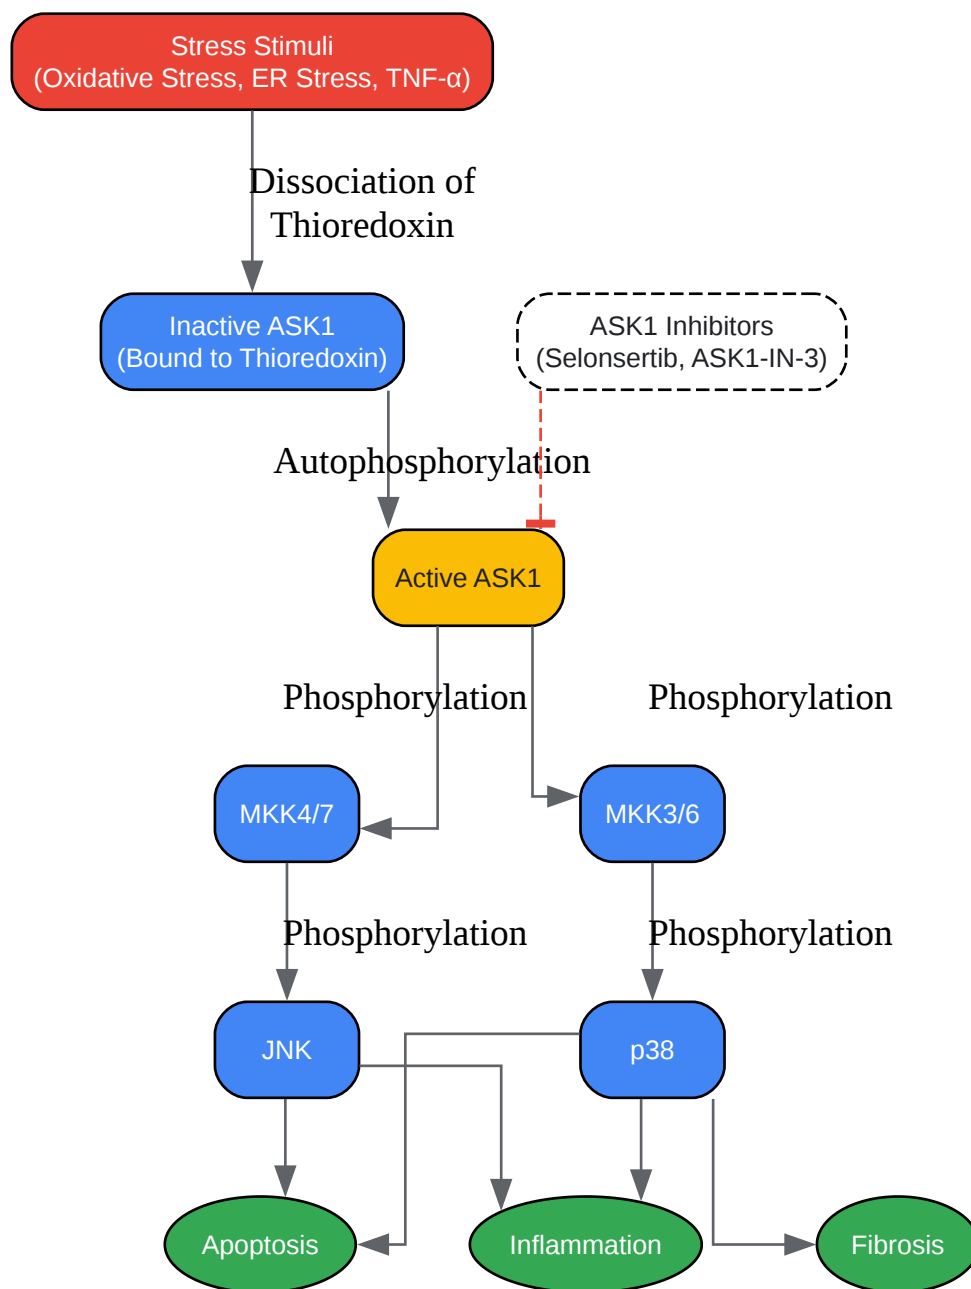 Stress Stimuli
(Oxidative Stress, ER Stress, TNF-α)
Dissociation of
Thioredoxin
Inactive ASK1
(Bound to Thioredoxin)
ASK1 Inhibitors
(Selonsertib, ASK1-IN-3)
Autophosphorylation
Active ASK1
Phosphorylation
Phosphorylation
MKK4/7
MKK3/6
Phosphorylation
Phosphorylation
JNK
p38
Apoptosis
Inflammation
Fibrosis